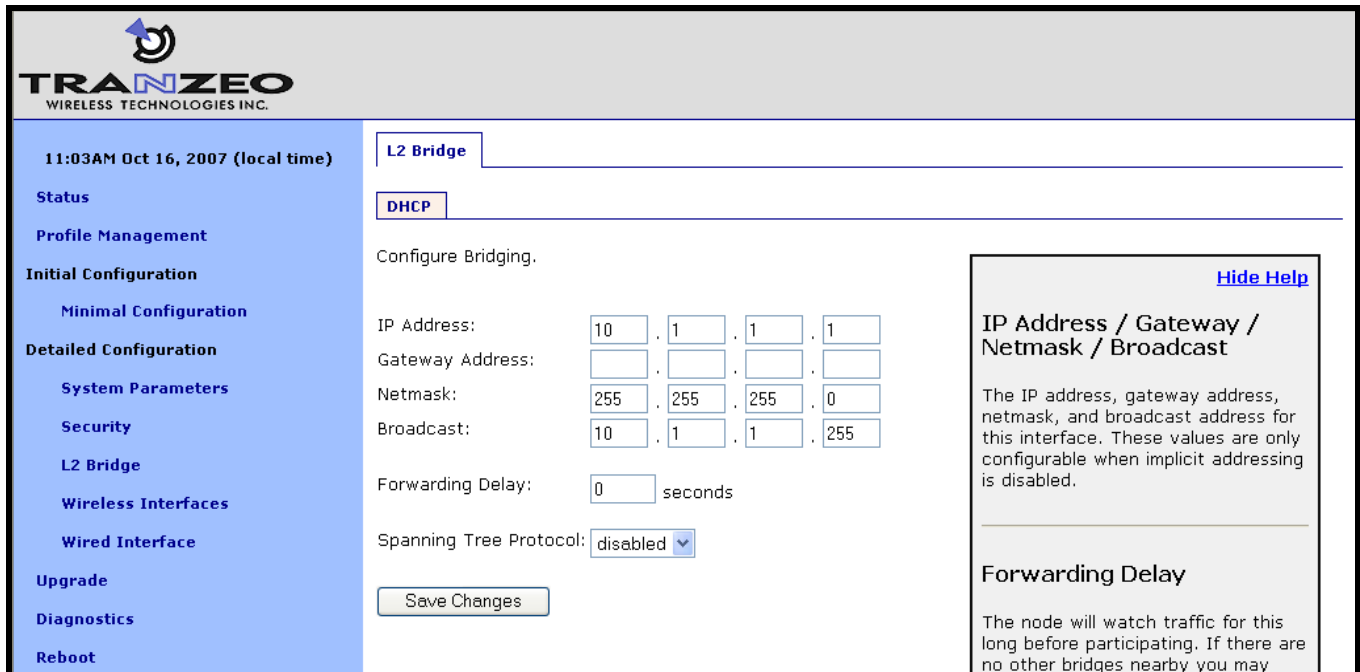 TRANZEO
WIRELESS TECHNOLOGIES INC.
11:03AM Oct 16, 2007 (local time)
Status
Profile Management
Initial Configuration
Minimal Configuration
Detailed Configuration
System Parameters
Security
L2 Bridge
Wireless Interfaces
Wired Interface
Upgrade
Diagnostics
Reboot
L2 Bridge
DHCP
Configure Bridging.
IP Address: 10 . 1 . 1 . 1
Gateway Address: . . .
Netmask: 255 . 255 . 255 . 0
Broadcast: 10 . 1 . 1 . 255
Forwarding Delay: 0 seconds
Spanning Tree Protocol: disabled
Save Changes
Hide Help
IP Address / Gateway /
Netmask / Broadcast
The IP address, gateway address,
netmask, and broadcast address for
this interface. These values are only
configurable when implicit addressing
is disabled.
Forwarding Delay
The node will watch traffic for this
long before participating. If there are
no other bridges nearby you may